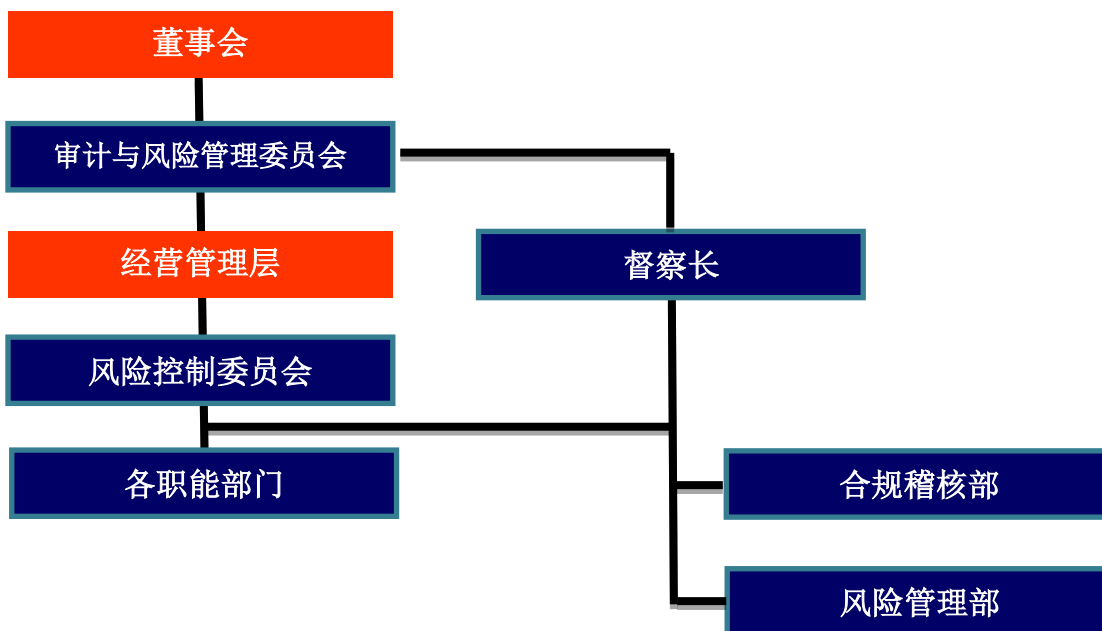 董事会
审计与风险管理委员会
经营管理层
督察长
风险控制委员会
各职能部门
合规稽核部
风险管理部